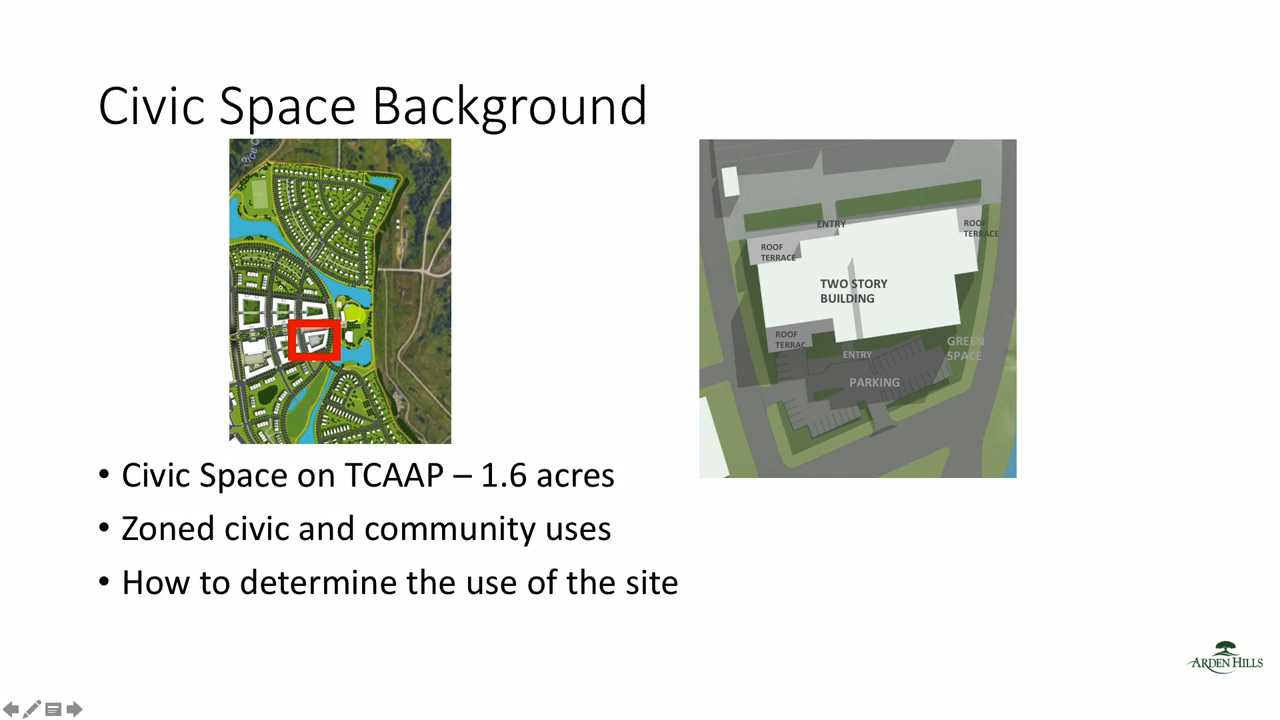 Civic Space Background
ENTRY
ROOF
TERRACE
ROOF
TERRACE
TWO STORY
BUILDING
ROOF
TERRAC
ENTRY
GREEN
SPACE
PARKING
• Civic Space on TCAAP – 1.6 acres
• Zoned civic and community uses
• How to determine the use of the site
ARDEN HILLS